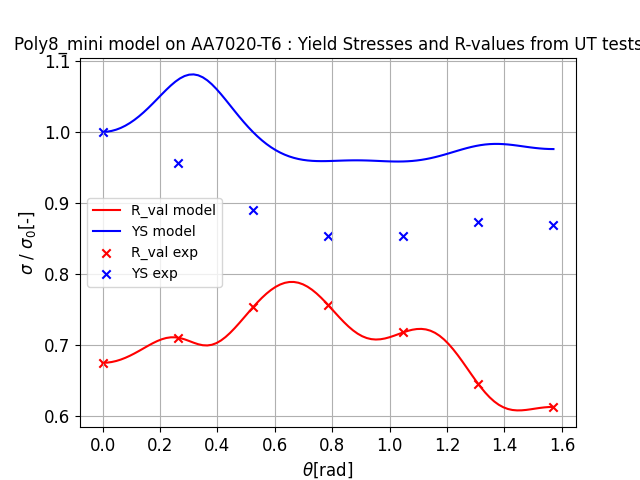 Poly8_mini model on AA7020-T6 : Yield Stresses and R-values from UT tests
1.1
1.0
0.9
0.8
0.7
0.6
σ / σ₀[-]
R_val model
YS model
R_val exp
YS exp
0.0 0.2 0.4 0.6 0.8 1.0 1.2 1.4 1.6
θ[rad]